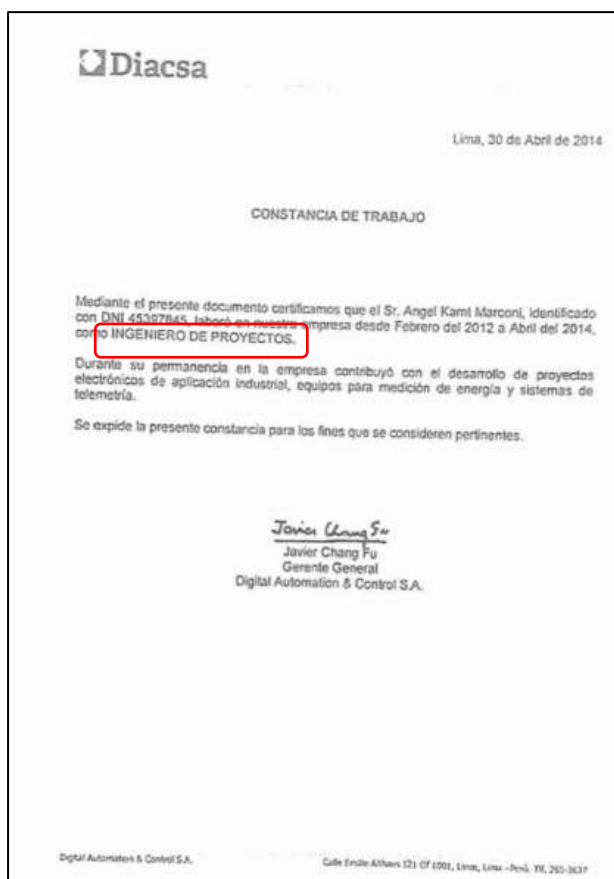 Diacsa
Lima, 30 de Abril de 2014
CONSTANCIA DE TRABAJO
Mediante el presente documento certificamos que el Sr. Angel Kamt Marconi, identificado
con DNI 45397845, laboró en nuestra empresa desde Febrero del 2012 a Abril del 2014,
como INGENIERO DE PROYECTOS.
Durante su permanencia en la empresa contribuyó con el desarrollo de proyectos
electrónicos de aplicación industrial, equipos para medición de energía y sistemas de
telemetría.
Se expide la presente constancia para los fines que se consideren pertinentes.
Javier Chang Fu
Javier Chang Fu
Gerente General
Digital Automation & Control S.A.
Digital Automation & Control S.A.
Calle Emilio Althaus 121 Of 1001, Lince, Lima -Perú. Tlf. 265-3637